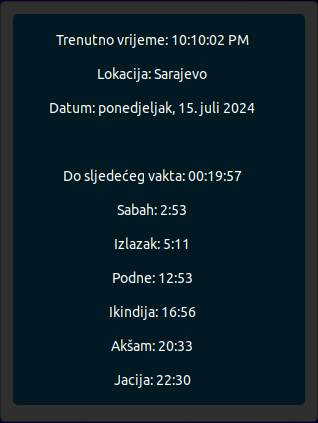 Trenutno vrijeme: 10:10:02 PM
Lokacija: Sarajevo
Datum: ponedjeljak, 15. juli 2024
Do sljedećeg vakta: 00:19:57
Sabah: 2:53
Izlazak: 5:11
Podne: 12:53
Ikindija: 16:56
Akšam: 20:33
Jacija: 22:30